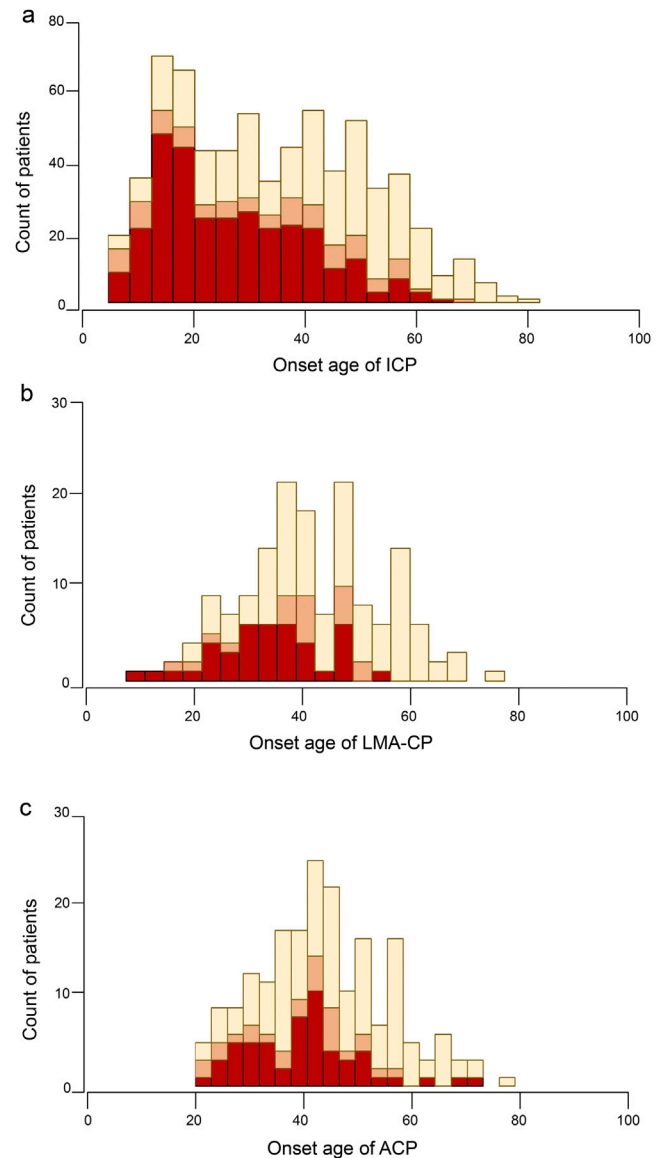 a
80
60
40
20
0
Count of patients
0 20 40 60 80 100
Onset age of ICP
b
30
20
10
0
Count of patients
0 20 40 60 80 100
Onset age of LMA-CP
c
30
20
10
0
Count of patients
0 20 40 60 80 100
Onset age of ACP